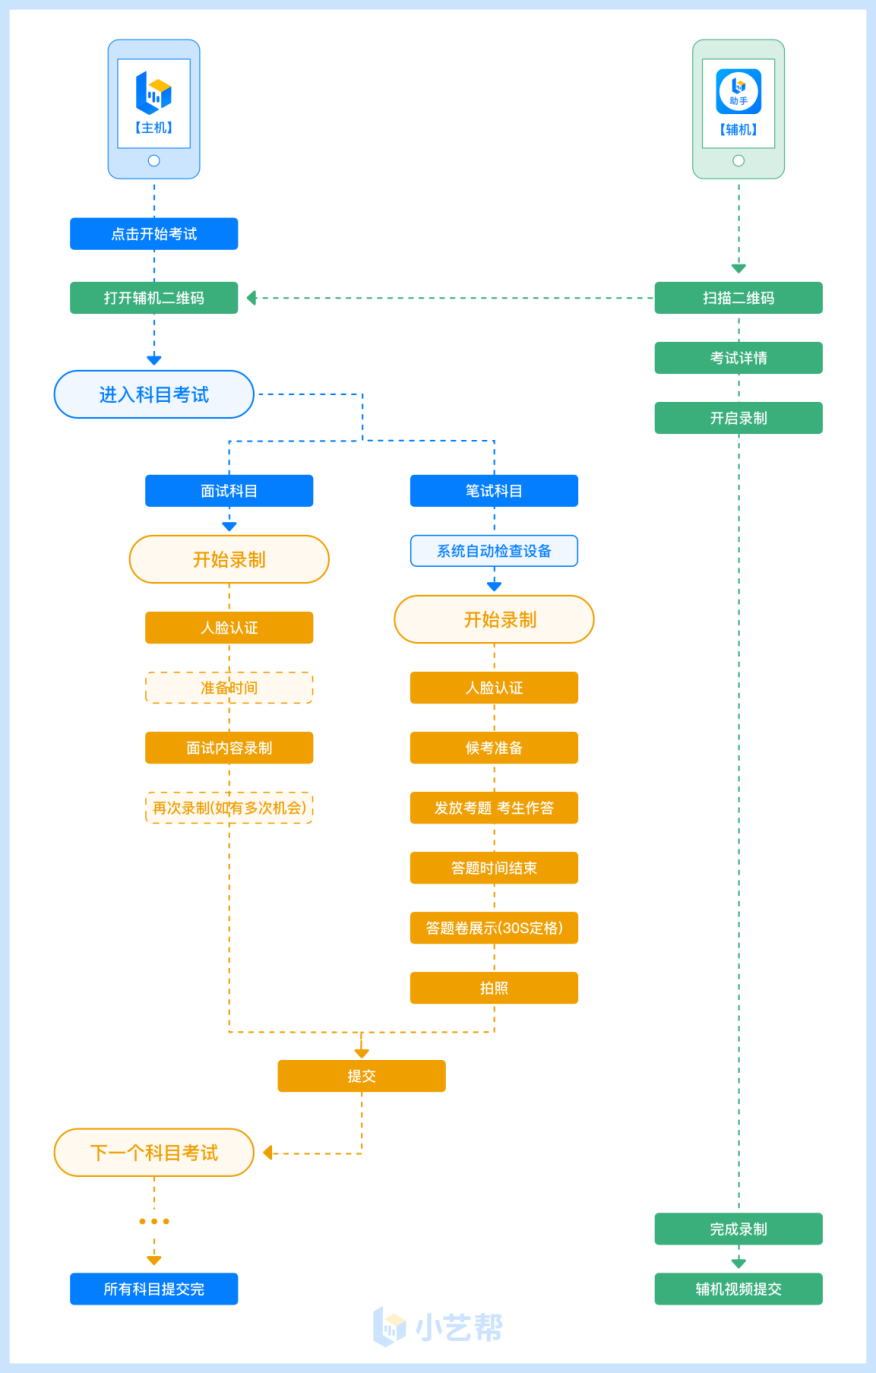 【主机】
助手
【辅机】
点击开始考试
打开辅机二维码
扫描二维码
考试详情
进入科目考试
开启录制
面试科目
笔试科目
开始录制
系统自动检查设备
开始录制
人脸认证
人脸认证
准备时间
面试内容录制
候考准备
再次录制(如有多次机会)
发放考题 考生作答
答题时间结束
答题卷展示(30S定格)
拍照
提交
下一个科目考试
完成录制
所有科目提交完
辅机视频提交
小艺帮